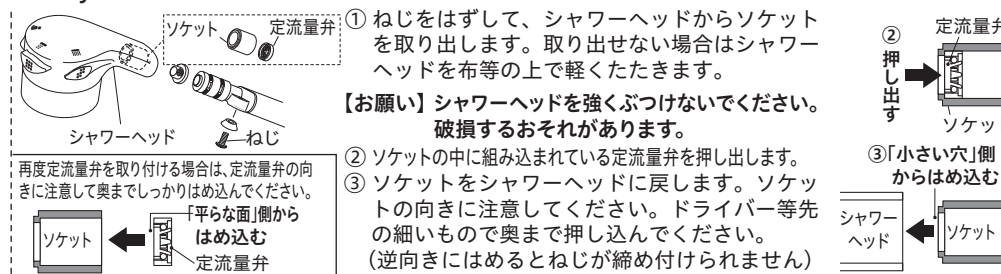 ソケット
定流量弁
シャワーヘッド
ねじ
再度定流量弁を取り付ける場合は、定流量弁の向
きに注意して奥までしっかりはめ込んでください。
ソケット
「平らな面」側から
はめ込む
定流量弁
① ねじをはずして、シャワーヘッドからソケット
を取り出します。取り出せない場合はシャワー
ヘッドを布等の上で軽くたたきます。
【お願い】シャワーヘッドを強くぶつけないでください。
破損するおそれがあります。
② ソケットの中に組み込まれている定流量弁を押し出します。
③ ソケットをシャワーヘッドに戻します。ソケッ
トの向きに注意してください。ドライバー等先
の細いもので奥まで押し込んでください。
（逆向きにはめるとねじが締め付けられません）
②押し出す
定流量弁
ソケッ
③「小さい穴」側
からはめ込む
シャワー
ヘッド
ソケット